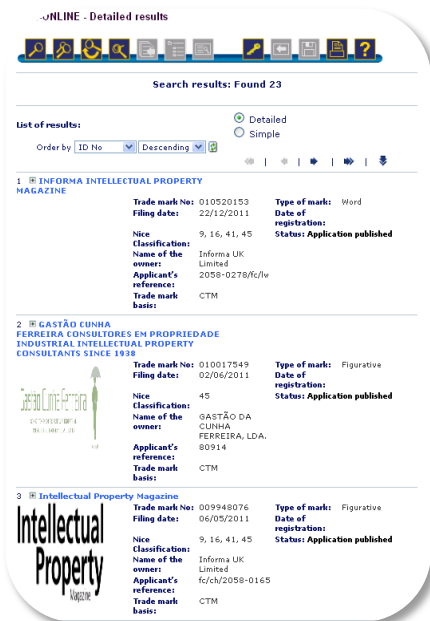 -ONLINE - Detailed results
Search results: Found 23
List of results:
Detailed
Simple
Order by ID No Descending
1 INFORMA INTELLECTUAL PROPERTY
MAGAZINE
Trade mark No: 010520153 Type of mark: Word
Filing date: 22/12/2011 Date of
registration:
Nice 9, 16, 41, 45 Status: Application published
Classification:
Name of the Informa UK
owner: Limited
Applicant's 2058-0278/fc/lw
reference:
Trade mark CTM
basis:
2 GASTÃO CUNHA
FERREIRA CONSULTORES EM PROPRIEDADE
INDUSTRIAL INTELLECTUAL PROPERTY
CONSULTANTS SINCE 1938
Trade mark No: 010017549 Type of mark: Figurative
Filing date: 02/06/2011 Date of
registration:
Nice 45 Status: Application published
Classification:
Name of the GASTÃO DA
owner: CUNHA
FERREIRA, LDA.
Applicant's 80914
reference:
Trade mark CTM
basis:
Gastão Cunha Ferreira
3 Intellectual Property Magazine
Trade mark No: 009948076 Type of mark: Figurative
Filing date: 06/05/2011 Date of
registration:
Nice 9, 16, 41, 45 Status: Application published
Classification:
Name of the Informa UK
owner: Limited
Applicant's fc/ch/2058-0165
reference:
Trade mark CTM
basis:
Intellectual
Property
Magazine